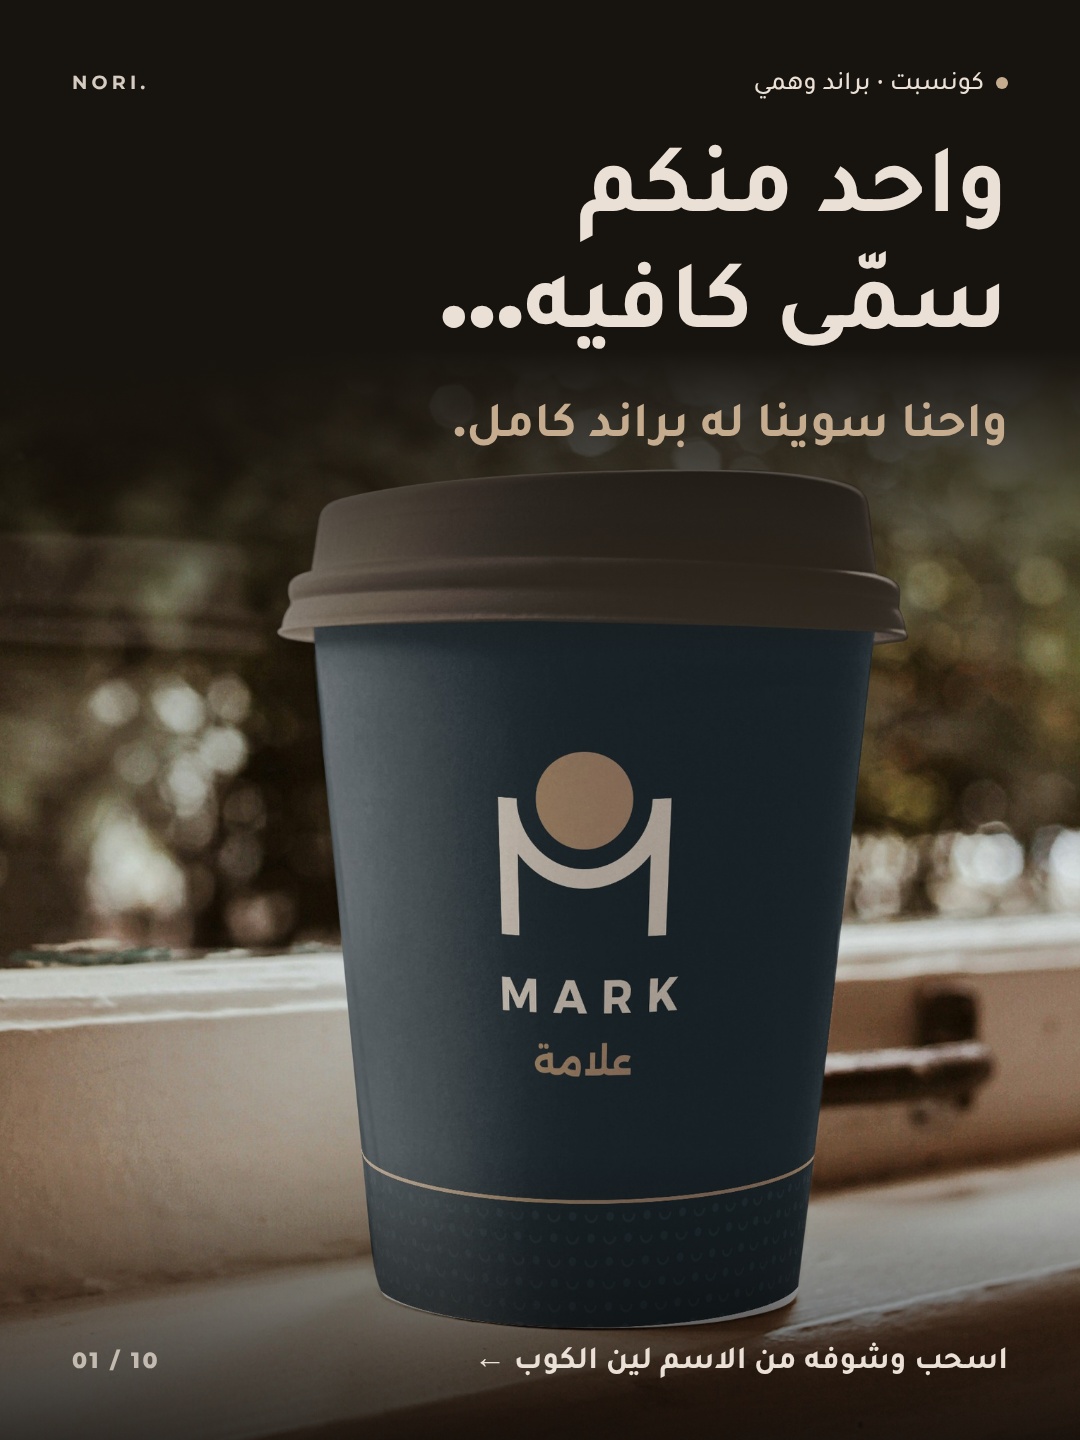 NORI.
كونسبت · براند وهمي
واحد منكم
سمّى كافيه...
واحنا سوينا له براند كامل.
MARK
علامة
اسحب وشوفه من الاسم لين الكوب ←
01 / 10